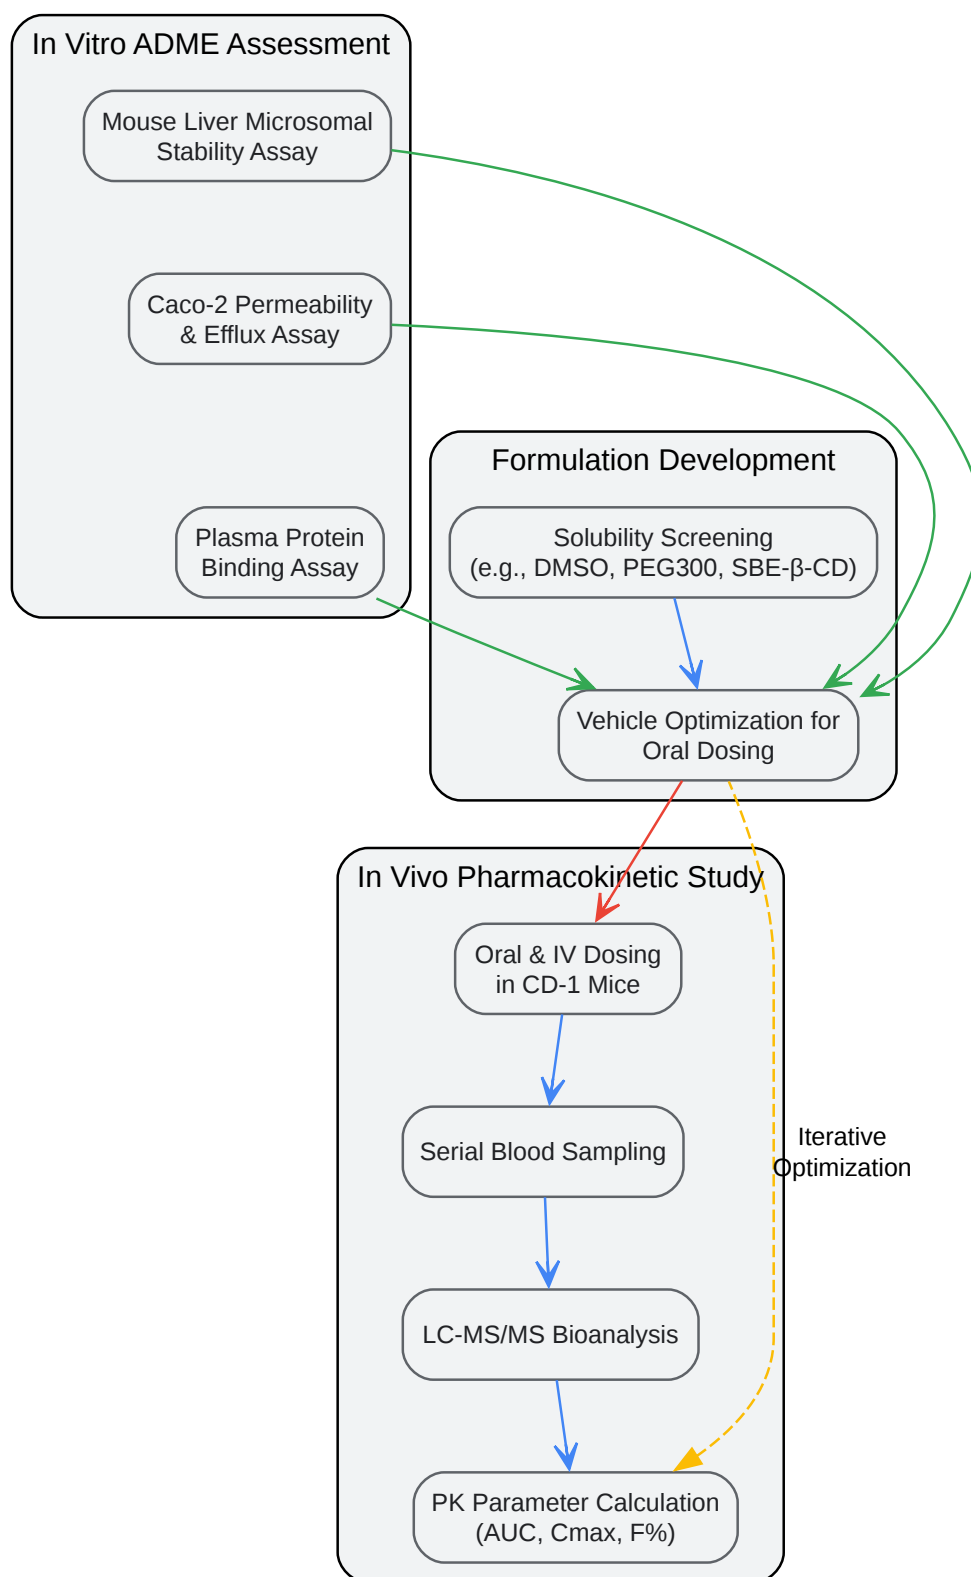 In Vitro ADME Assessment
Mouse Liver Microsomal
Stability Assay
Caco-2 Permeability
& Efflux Assay
Plasma Protein
Binding Assay
Formulation Development
Solubility Screening
(e.g., DMSO, PEG300, SBE-β-CD)
Vehicle Optimization for
Oral Dosing
In Vivo Pharmacokinetic Study
Oral & IV Dosing
in CD-1 Mice
Serial Blood Sampling
Iterative
Optimization
LC-MS/MS Bioanalysis
PK Parameter Calculation
(AUC, Cmax, F%)